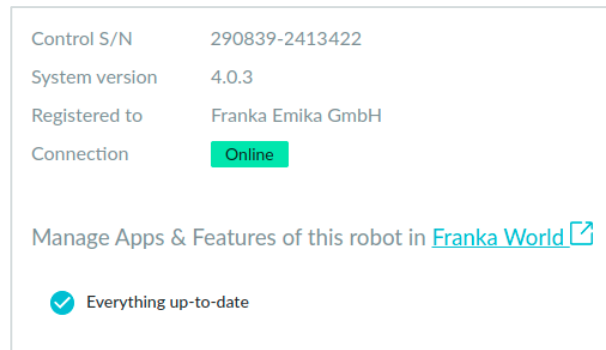 Control S/N 290839-2413422
System version 4.0.3
Registered to Franka Emika GmbH
Connection Online
Manage Apps & Features of this robot in Franka World
Everything up-to-date